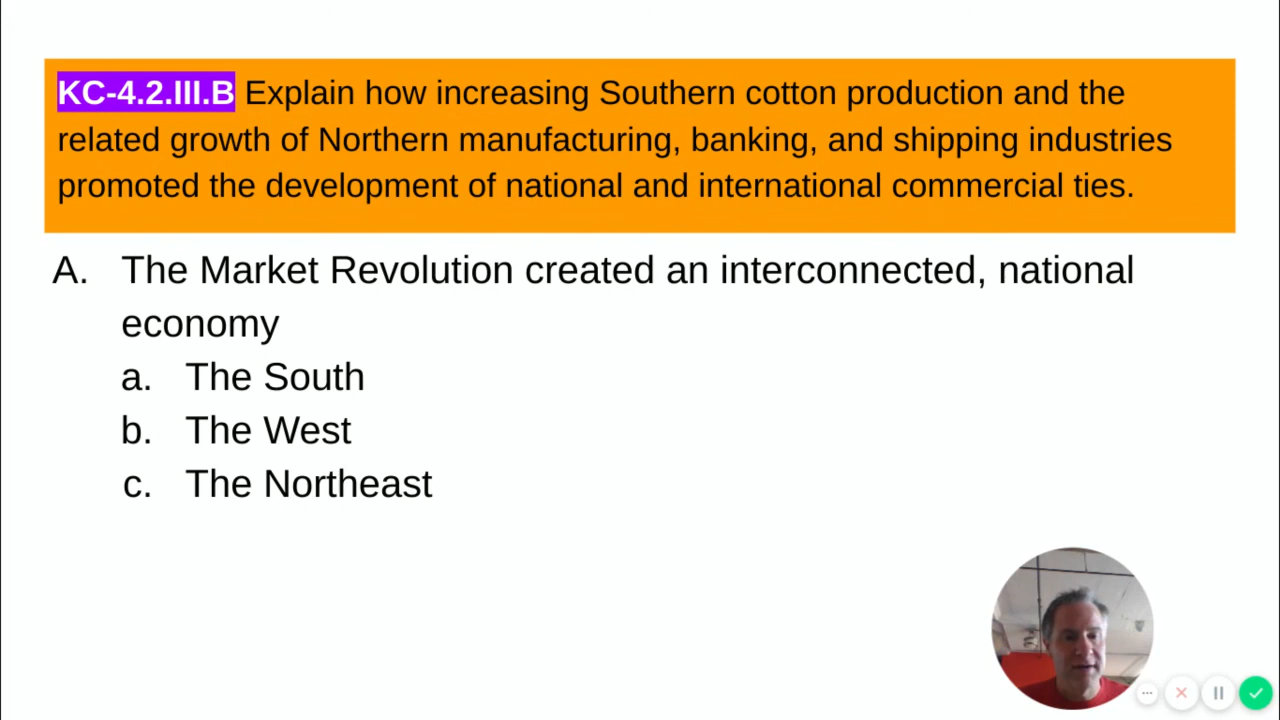 KC-4.2.III.B Explain how increasing Southern cotton production and the
related growth of Northern manufacturing, banking, and shipping industries
promoted the development of national and international commercial ties.
A. The Market Revolution created an interconnected, national
economy
a. The South
b. The West
c. The Northeast